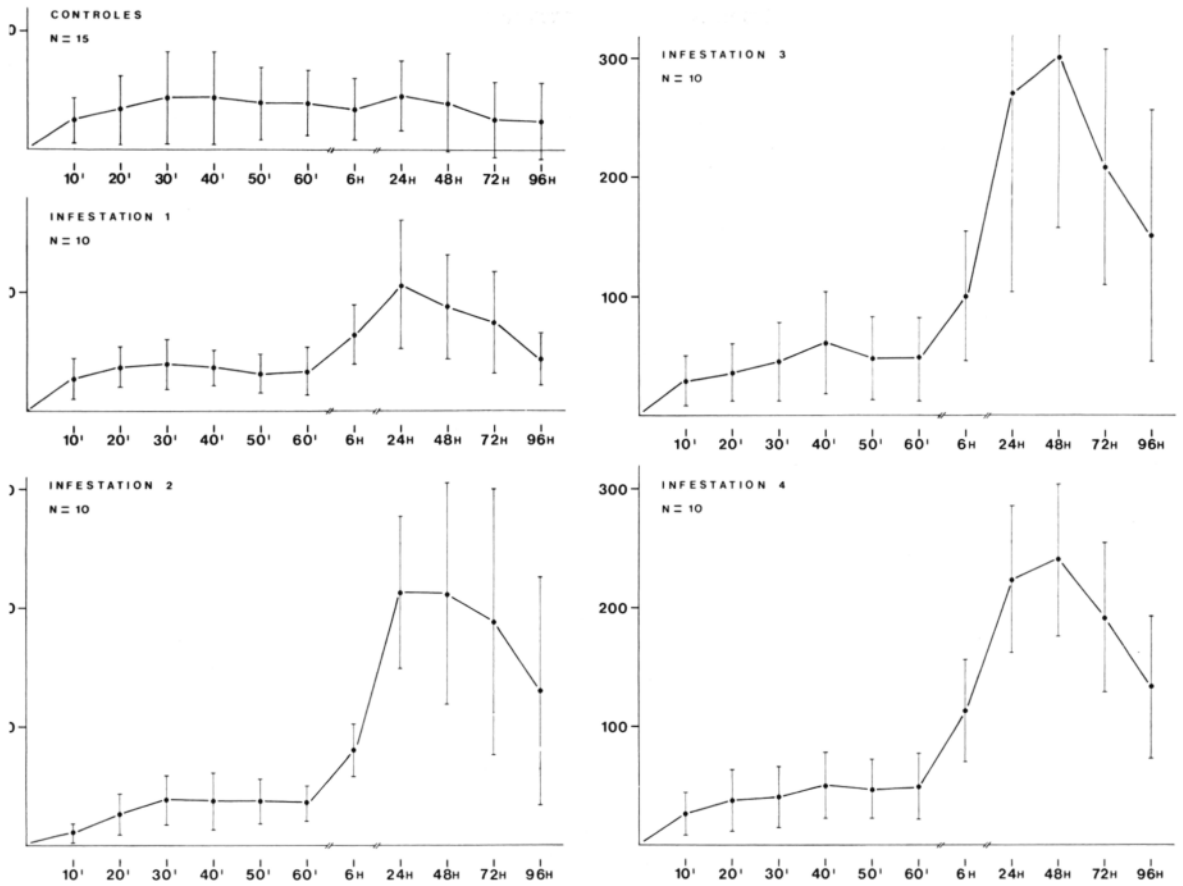 CONTROLES
N = 15
10' 20' 30' 40' 50' 60' 6H 24H 48H 72H 96H
INFESTATION 1
N = 10
10' 20' 30' 40' 50' 60' 6H 24H 48H 72H 96H
INFESTATION 2
N = 10
10' 20' 30' 40' 50' 60' 6H 24H 48H 72H 96H
INFESTATION 3
N = 10
300
200
100
10' 20' 30' 40' 50' 60' 6H 24H 48H 72H 96H
INFESTATION 4
N = 10
300
200
100
10' 20' 30' 40' 50' 60' 6H 24H 48H 72H 96H